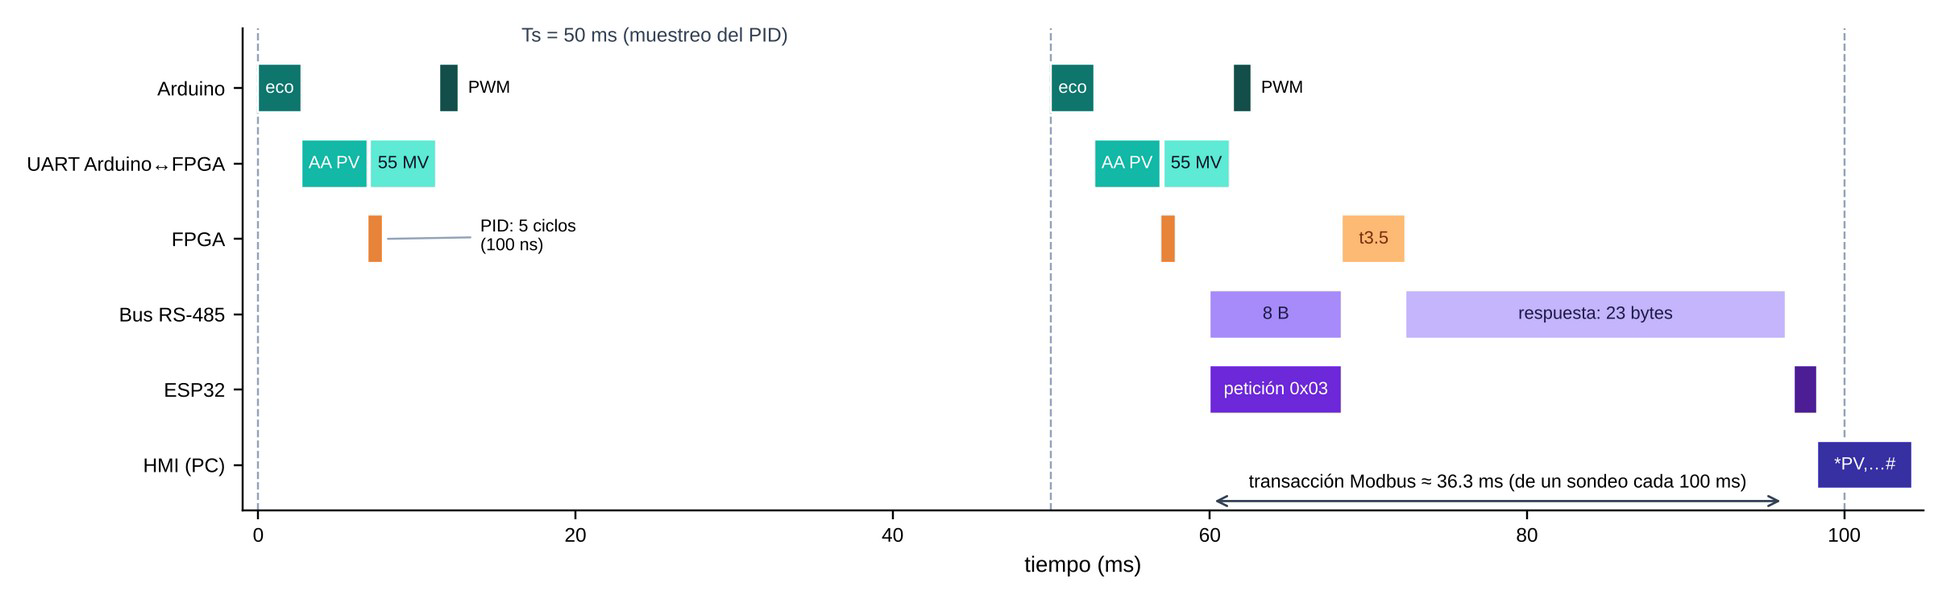 Ts = 50 ms (muestreo del PID)
Arduino
eco
PWM
eco
PWM
UART Arduino↔FPGA
AA PV
55 MV
AA PV
55 MV
FPGA
PID: 5 ciclos
(100 ns)
t3.5
Bus RS-485
8 B
respuesta: 23 bytes
ESP32
petición 0x03
HMI (PC)
*PV,...#
transacción Modbus ≈ 36.3 ms (de un sondeo cada 100 ms)
0
20
40
60
80
100
tiempo (ms)